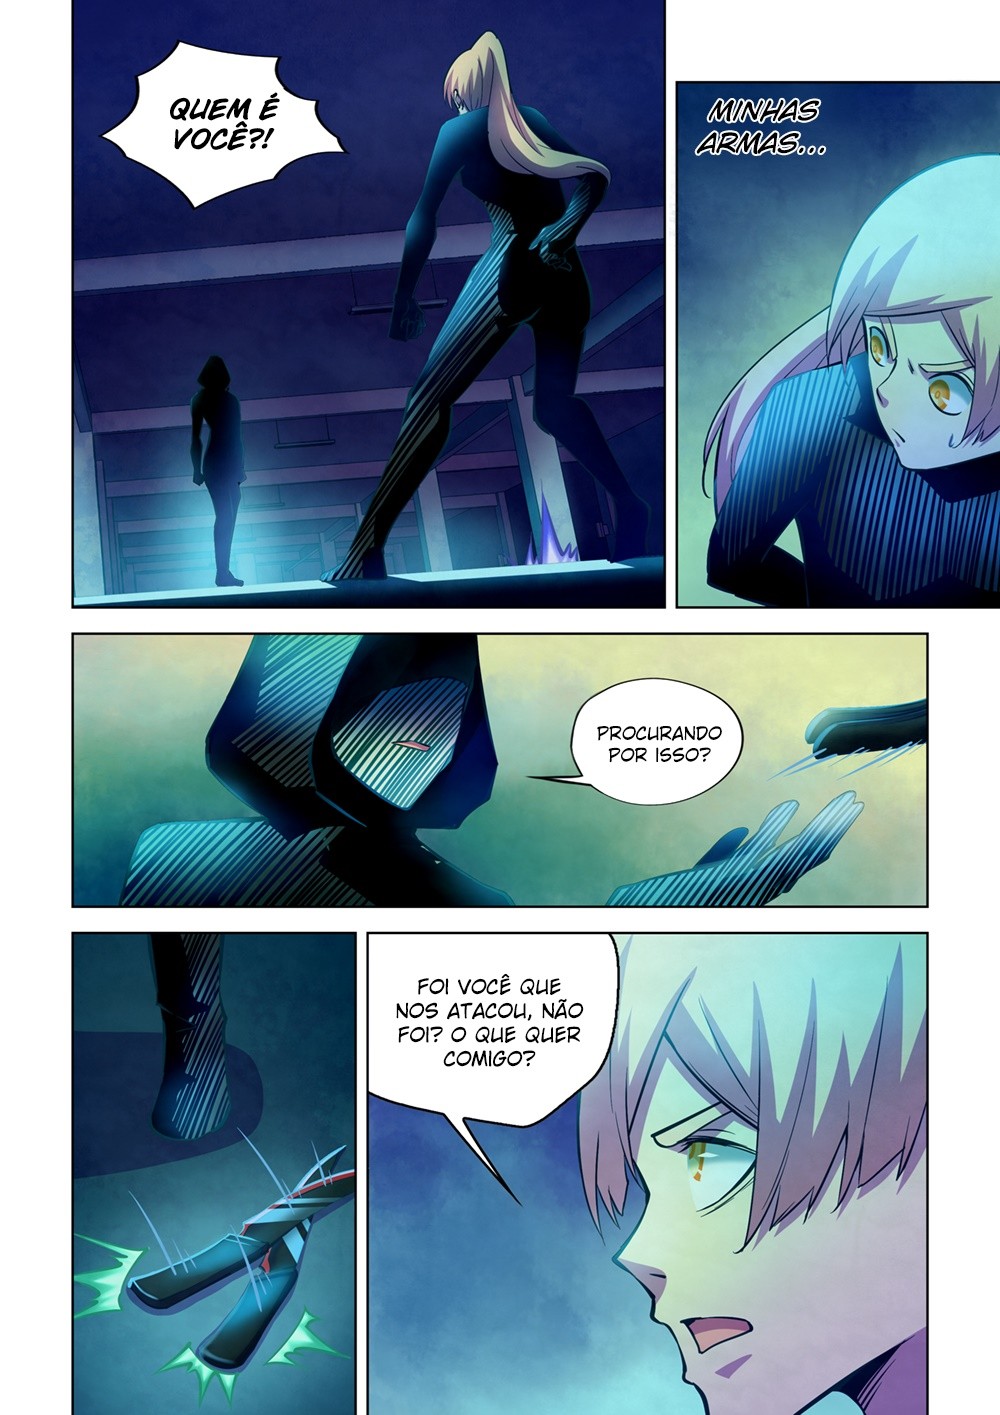 QUEM É
VOCÊ?!
MINHAS
ARMAS...
PROCURANDO
POR ISSO?
FOI VOCÊ QUE
NOS ATACOU, NÃO
FOI? O QUE QUER
COMIGO?